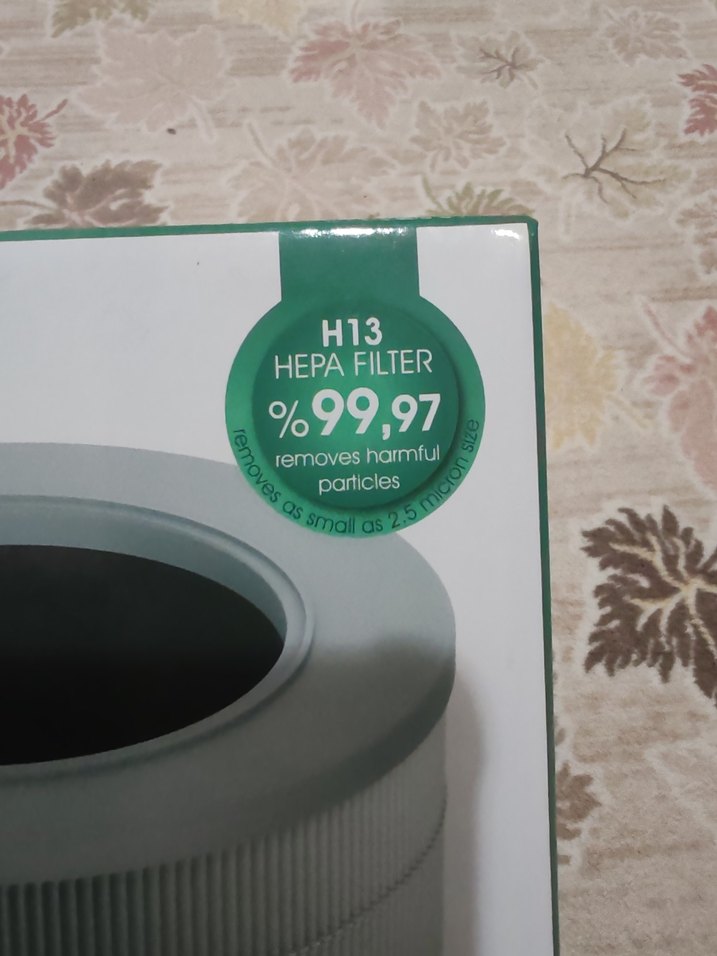 H13
HEPA FILTER
%99,97
removes harmful
particles
removes as small as 2.5 micron size